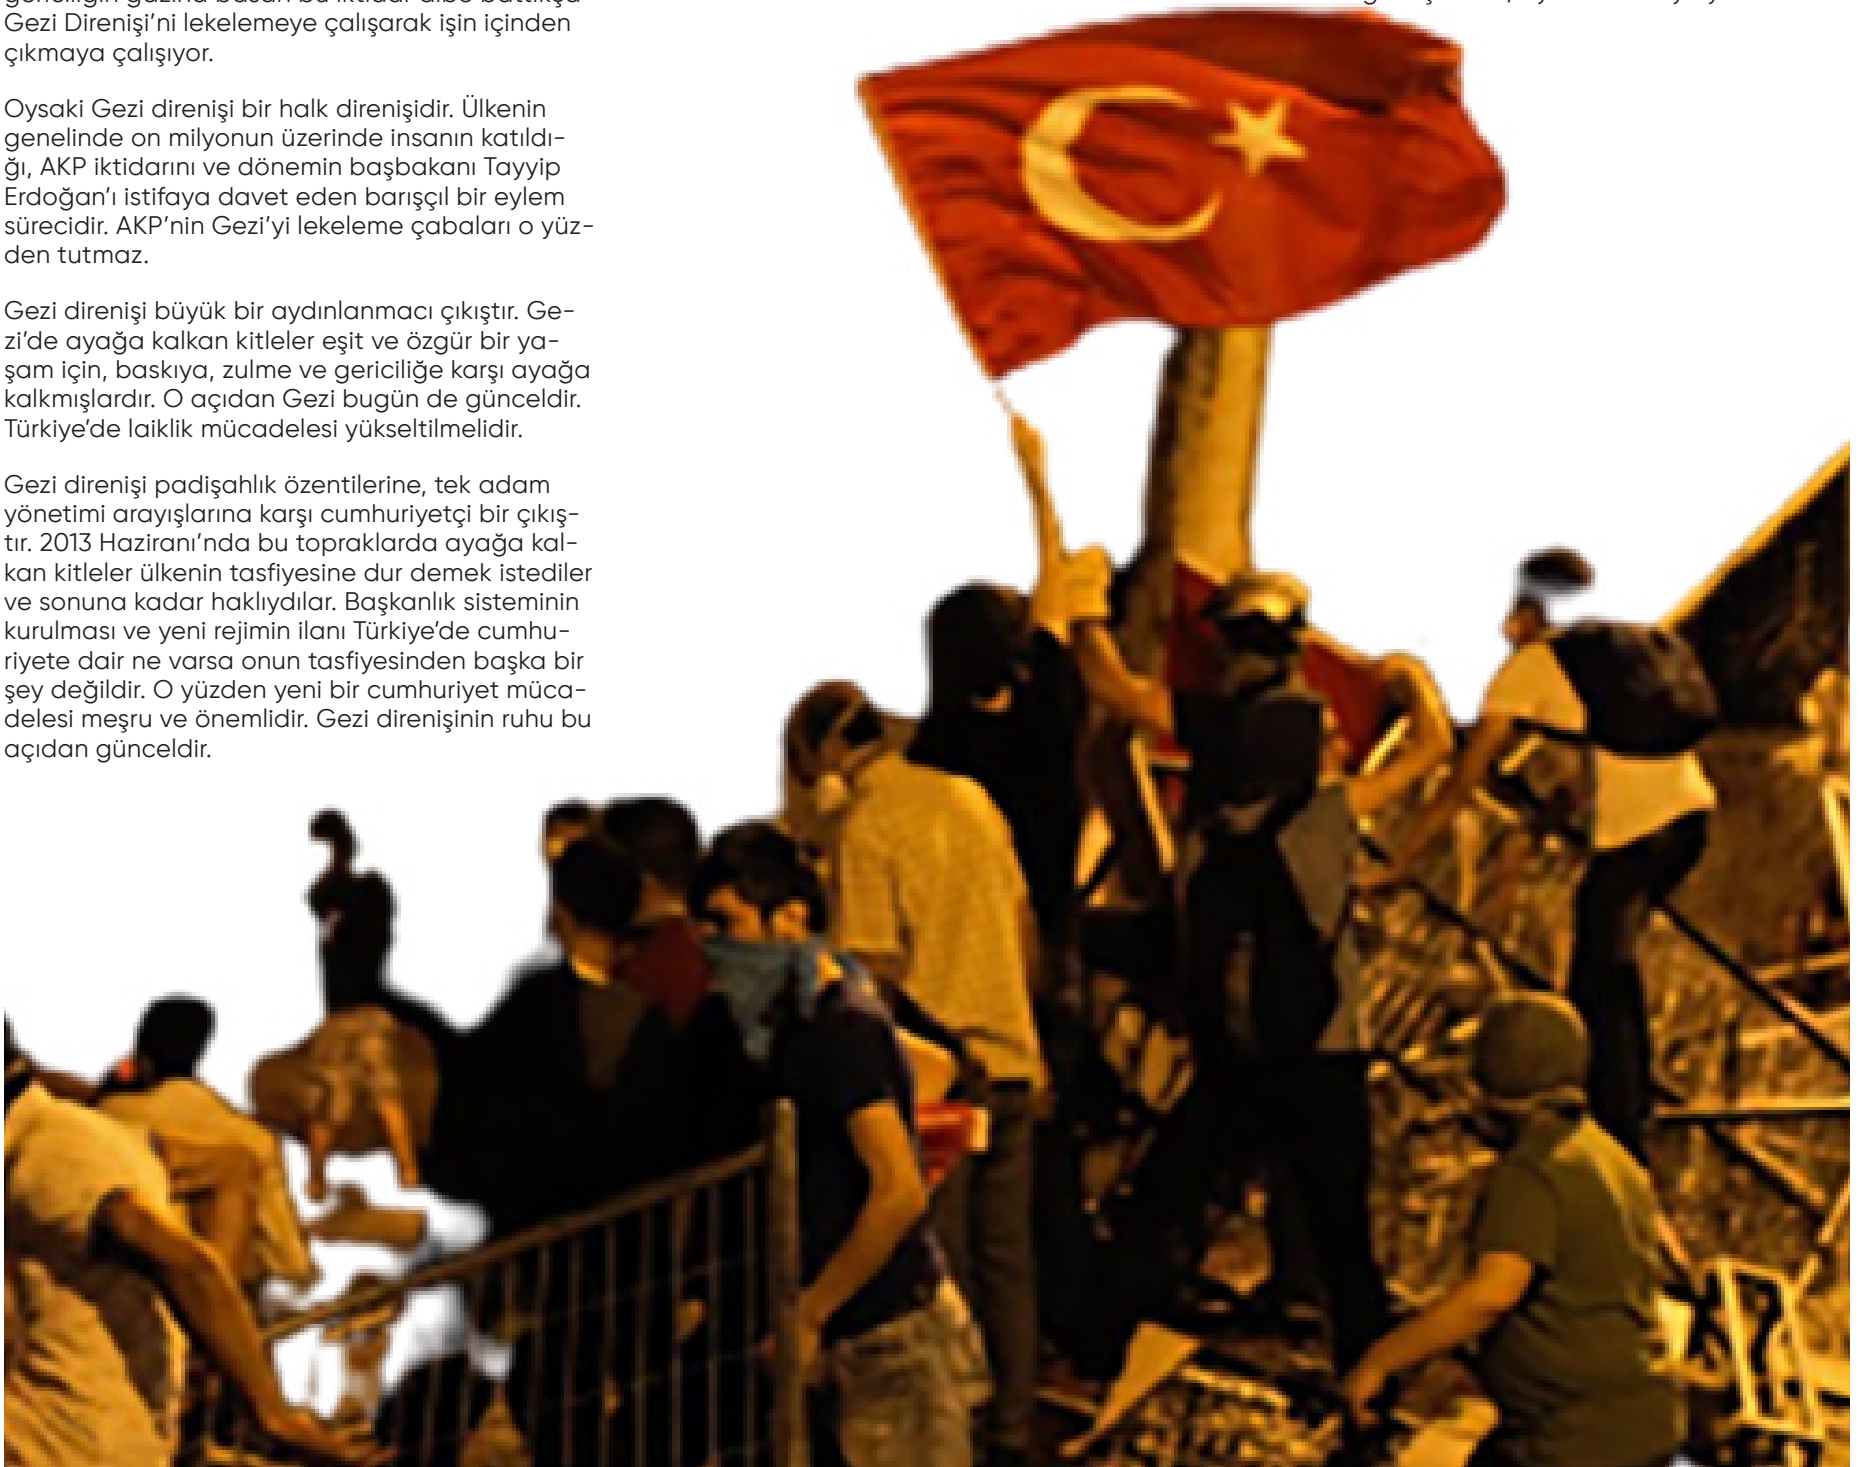 Gezi Direnişi’ni lekelemeye çalışarak işin içinden
çıkmaya çalışıyor.
Oysaki Gezi direnişi bir halk direnişidir. Ülkenin
genelinde on milyonun üzerinde insanın katıldı-
ğı, AKP iktidarını ve dönemin başbakanı Tayyip
Erdoğan’ı istifaya davet eden barışçıl bir eylem
sürecidir. AKP’nin Gezi’yi lekeleme çabaları o yüz-
den tutmaz.
Gezi direnişi büyük bir aydınlanmacı çıkıştır. Ge-
zi’de ayağa kalkan kitleler eşit ve özgür bir ya-
şam için, baskıya, zulme ve gericiliğe karşı ayağa
kalkmışlardır. O açıdan Gezi bugün de günceldir.
Türkiye’de laiklik mücadelesi yükseltilmelidir.
Gezi direnişi padişahlık özentilerine, tek adam
yönetimi arayışlarına karşı cumhuriyetçi bir çıkış-
tır. 2013 Haziranı’nda bu topraklarda ayağa kal-
kan kitleler ülkenin tasfiyesine dur demek istediler
ve sonuna kadar haklıydılar. Başkanlık sisteminin
kurulması ve yeni rejimin ilanı Türkiye’de cumhu-
riyete dair ne varsa onun tasfiyesinden başka bir
şey değildir. O yüzden yeni bir cumhuriyet müca-
delesi meşru ve önemlidir. Gezi direnişinin ruhu bu
açıdan günceldir.